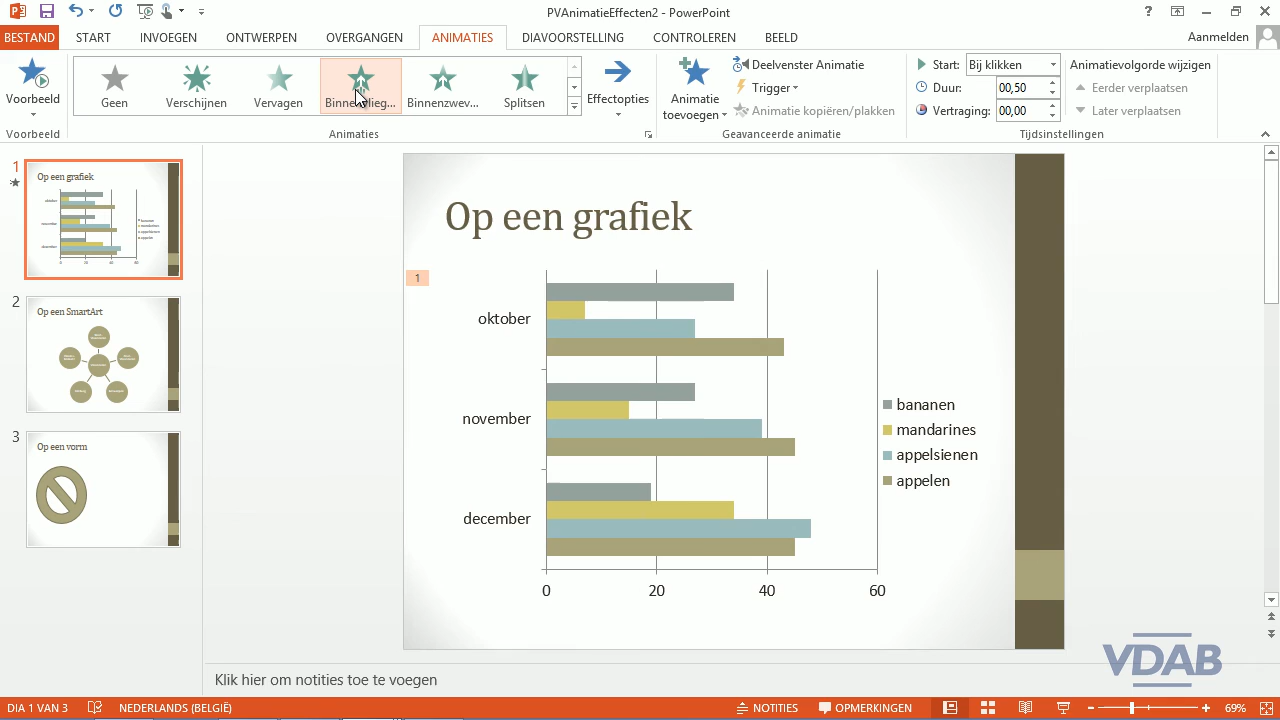 PVAnimatieEffecten2 - PowerPoint
BESTAND START INVOEGEN ONTWERPEN OVERGANGEN ANIMATIES DIAVOORSTELLING CONTROLEREN BEELD Aanmelden
Voorbeeld
Voorbeeld
Geen Verschijnen Vervagen Binnenvlieg... Binnenzwev... Splitsen
Animaties
Effectopties
Animatie toevoegen
Deelvenster Animatie
Trigger
Animatie kopiëren/plakken
Geavanceerde animatie
Start: Bij klikken
Duur: 00,50
Vertraging: 00,00
Animatievolgorde wijzigen
Eerder verplaatsen
Later verplaatsen
Tijdsinstellingen
1
Op een grafiek
2
Op een SmartArt
3
Op een vorm
Op een grafiek
1
oktober
november
december
0 20 40 60
bananen
mandarines
appelsienen
appelen
VDAB
Klik hier om notities toe te voegen
DIA 1 VAN 3 NEDERLANDS (BELGIË) NOTITIES OPMERKINGEN 69%